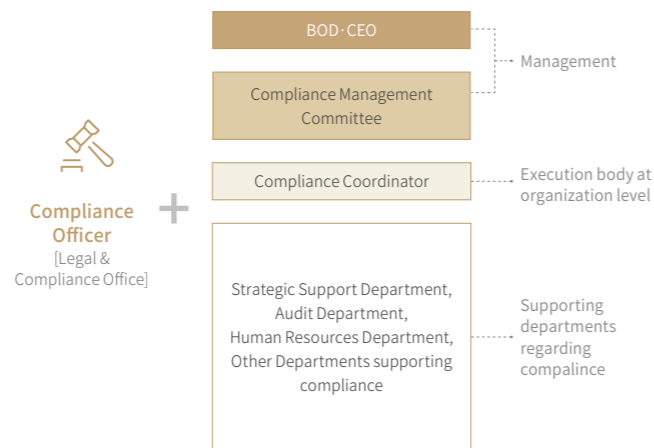 BOD·CEO
Management
Compliance Management
Committee
Compliance Coordinator
Execution body at
organization level
Compliance
Officer
[Legal &
Compliance Office]
+
Strategic Support Department,
Audit Department,
Human Resources Department,
Other Departments supporting
compliance
Supporting
departments
regarding
compalince